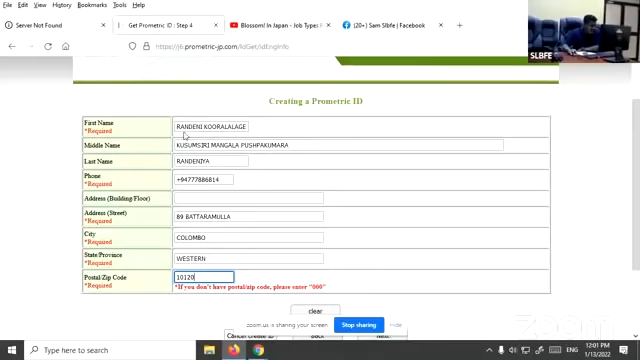 File Edit View History Bookmarks Tools Help
Server Not Found
Get Prometric ID : Step 4
Blossom! In Japan - Job Types F
(20+) Sam Slbfe | Facebook
https://j6.prometric-jp.com/IdGet/idEngInfo
SLBFE
Creating a Prometric ID
First Name
*Required
RANDENI KOORALALAGE
Middle Name
KUSUMSIRI MANGALA PUSHPAKUMARA
Last Name
*Required
RANDENIYA
Phone
*Required
+94777886814
Address (Building/Floor)
Address (Street)
*Required
89 BATTARAMULLA
City
*Required
COLOMBO
State/Province
*Required
WESTERN
Postal/Zip Code
*Required
10120
*If you don't have postal/zip code, please enter "000"
clear
zoom.us is sharing your screen.
Stop sharing
Hide
Cancel create ID
Back
Next
zoom
Type here to search
ENG
12:01 PM
1/13/2022